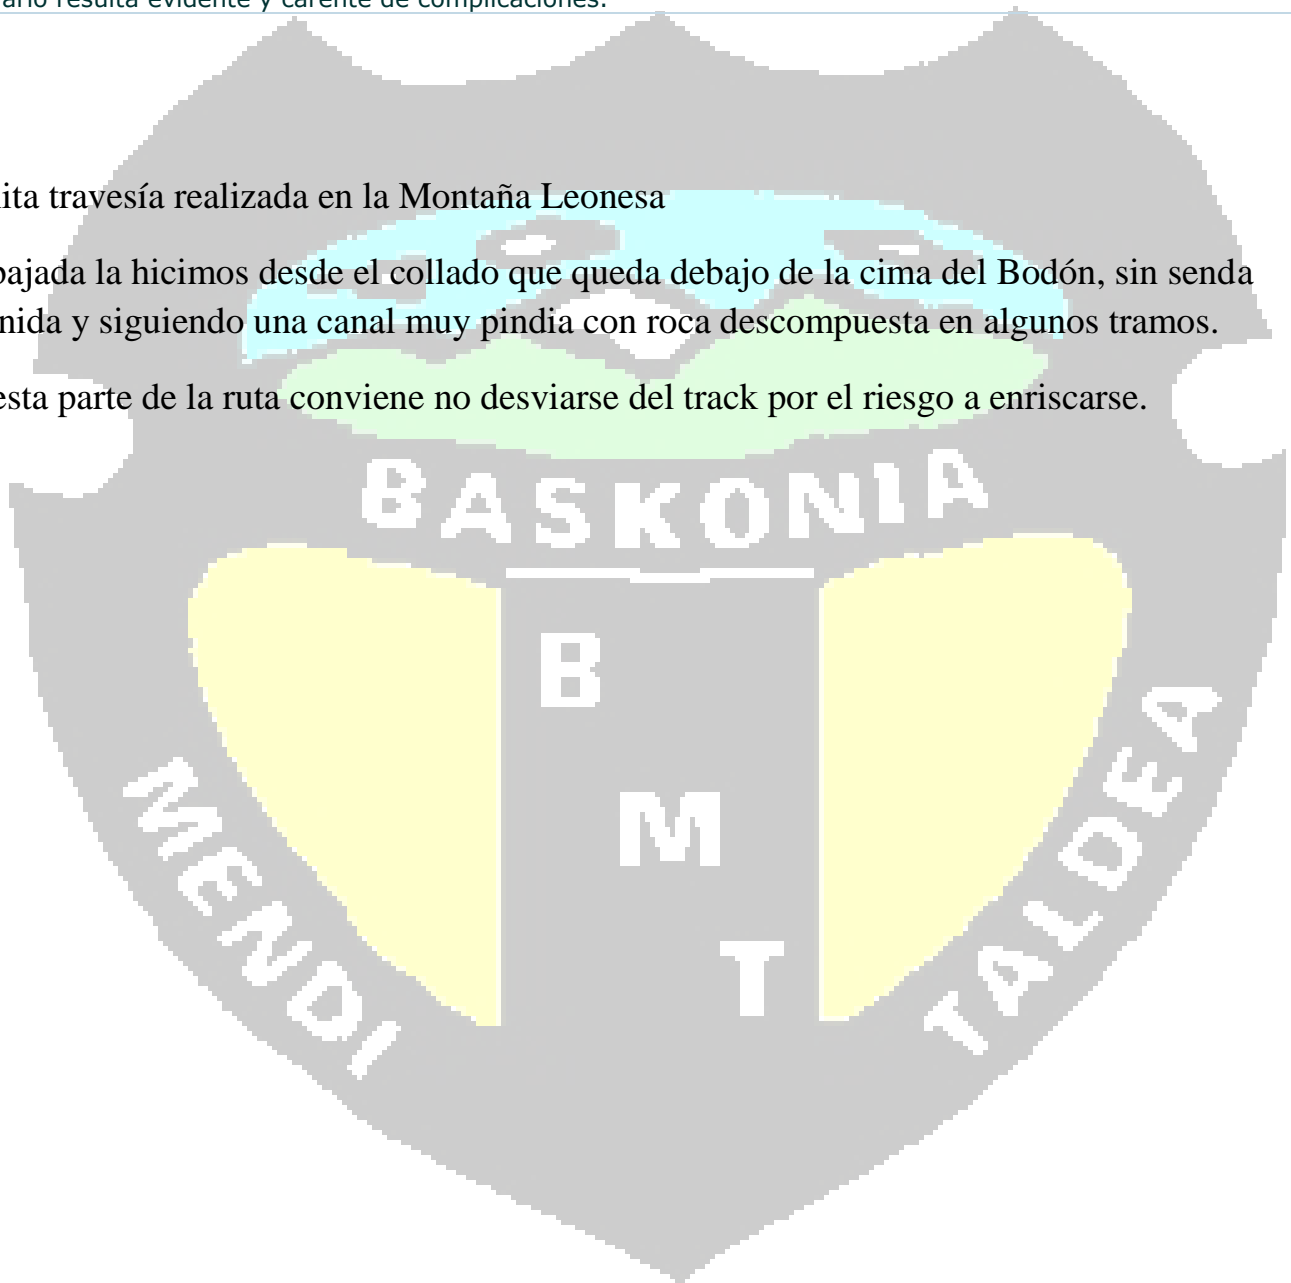 ario resulta evidente y carente de complicaciones.
ita travesía realizada en la Montaña Leonesa
bajada la hicimos desde el collado que queda debajo de la cima del Bodón, sin senda
nida y siguiendo una canal muy pindia con roca descompuesta en algunos tramos.
esta parte de la ruta conviene no desviarse del track por el riesgo a enriscarse.
BASKONIA
B
M
T
MENDI
TALDEA